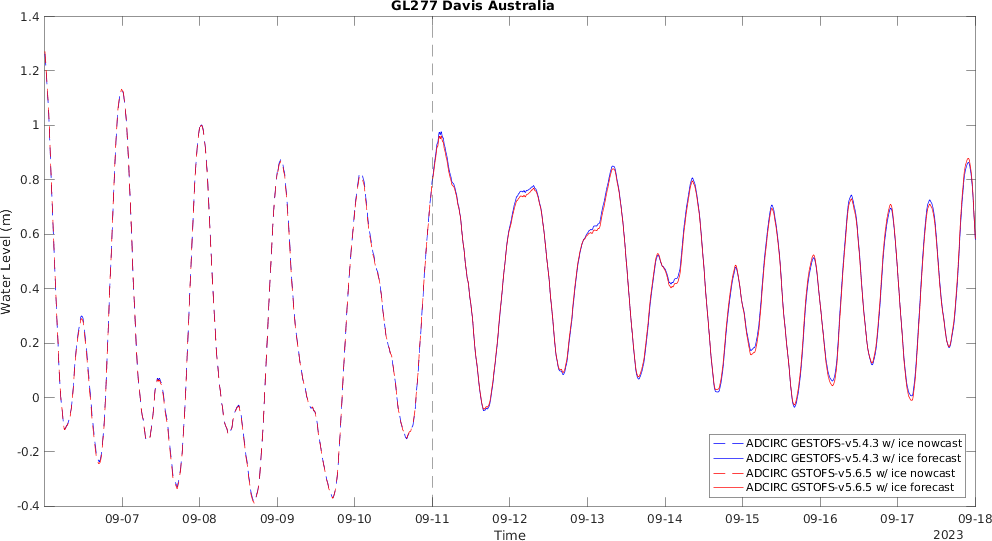 GL277 Davis Australia
1.4
1.2
1
0.8
0.6
0.4
0.2
0
-0.2
-0.4
Water Level (m)
ADCIRC GESTOFS-v5.4.3 w/ ice nowcast
ADCIRC GESTOFS-v5.4.3 w/ ice forecast
ADCIRC GSTOFS-v5.6.5 w/ ice nowcast
ADCIRC GSTOFS-v5.6.5 w/ ice forecast
09-07 09-08 09-09 09-10 09-11 09-12 09-13 09-14 09-15 09-16 09-17 09-18
Time
2023